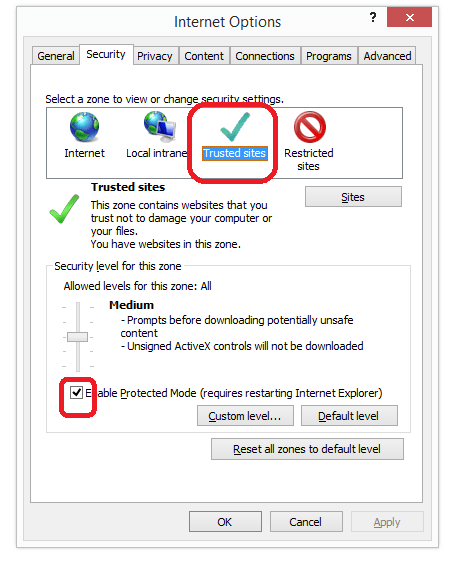 Internet Options
?
General Security Privacy Content Connections Programs Advanced
Select a zone to view or change security settings.
Internet Local intrane Trusted sites Restricted
sites
Trusted sites
Sites
This zone contains websites that you
trust not to damage your computer or
your files.
You have websites in this zone.
Security level for this zone
Allowed levels for this zone: All
Medium
- Prompts before downloading potentially unsafe
content
- Unsigned ActiveX controls will not be downloaded
Enable Protected Mode (requires restarting Internet Explorer)
Custom level... Default level
Reset all zones to default level
OK Cancel Apply